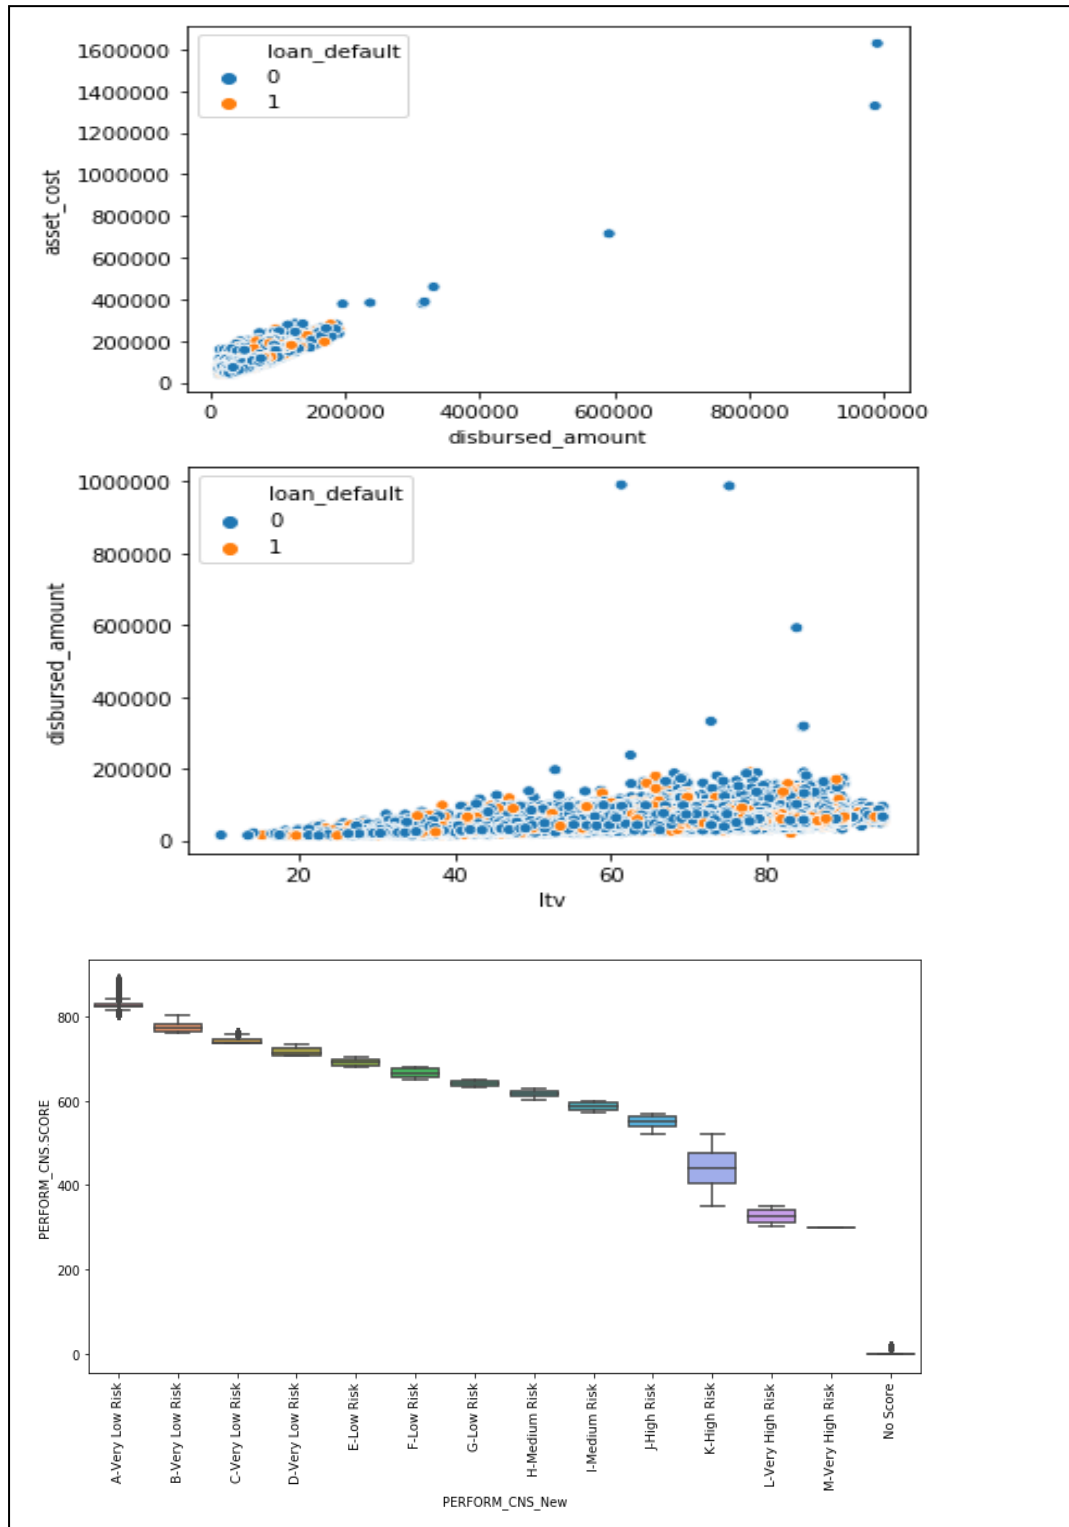 loan_default
0
1
1600000
1400000
1200000
1000000
800000
600000
400000
200000
0
asset_cost
0 200000 400000 600000 800000 1000000
disbursed_amount
loan_default
0
1
1000000
800000
600000
400000
200000
0
disbursed_amount
20 40 60 80
ltv
800
600
400
200
0
PERFORM_CNS.SCORE
A-Very Low Risk
B-Very Low Risk
C-Very Low Risk
D-Very Low Risk
E-Low Risk
F-Low Risk
G-Low Risk
H-Medium Risk
I-Medium Risk
J-High Risk
K-High Risk
L-Very High Risk
M-Very High Risk
No Score
PERFORM_CNS_New